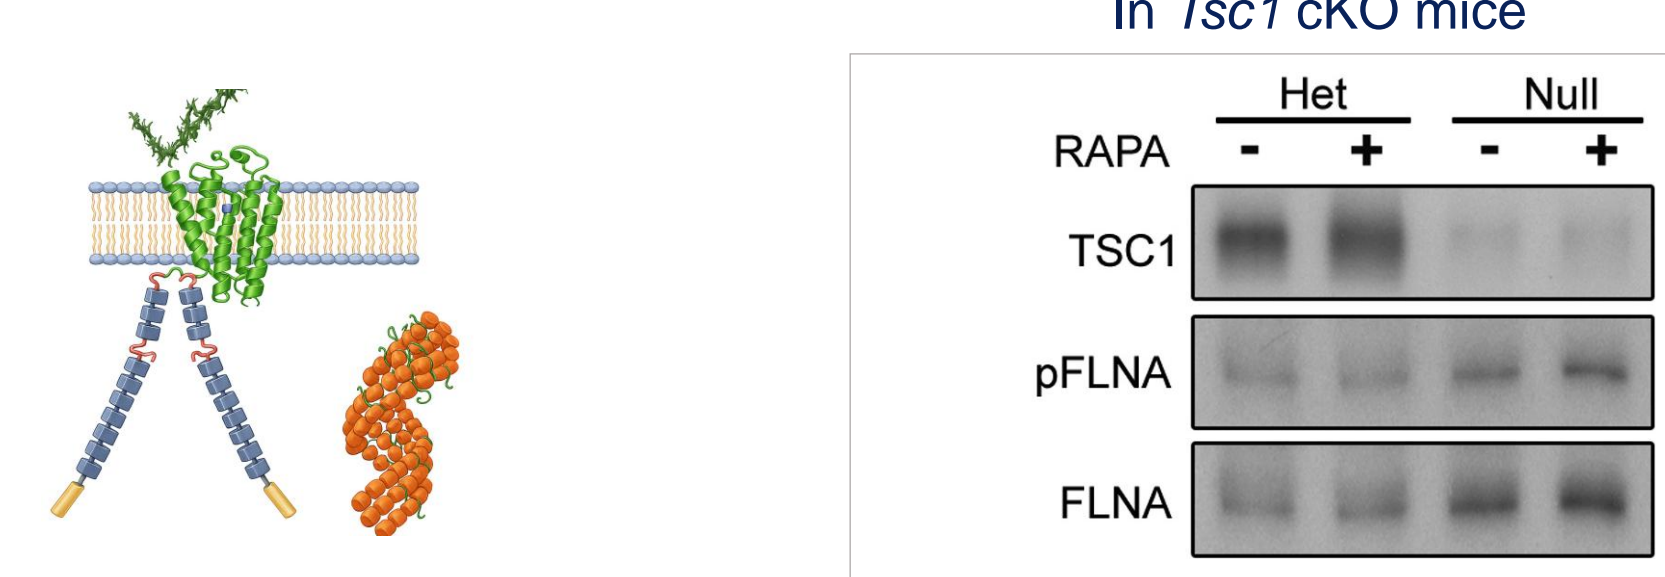 In Tsc1 cKO mice
Het Null
RAPA - + - +
TSC1
pFLNA
FLNA